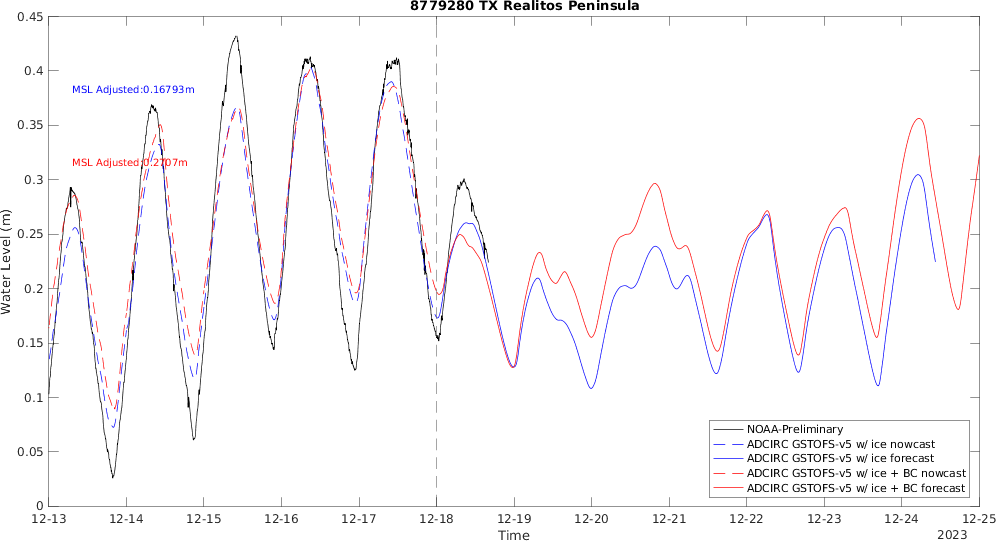 8779280 TX Realitos Peninsula
0.45
0.4
0.35
0.3
0.25
0.2
0.15
0.1
0.05
0
Water Level (m)
MSL Adjusted:0.16793m
MSL Adjusted:0.2707m
NOAA-Preliminary
ADCIRC GSTOFS-v5 w/ ice nowcast
ADCIRC GSTOFS-v5 w/ ice forecast
ADCIRC GSTOFS-v5 w/ ice + BC nowcast
ADCIRC GSTOFS-v5 w/ ice + BC forecast
12-13 12-14 12-15 12-16 12-17 12-18 12-19 12-20 12-21 12-22 12-23 12-24 12-25
Time
2023